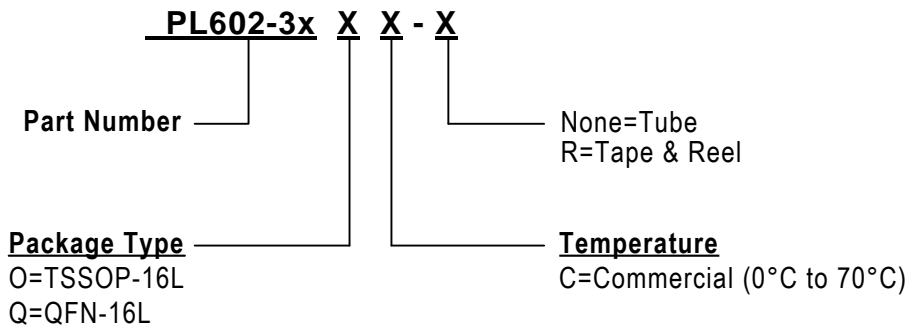 PL602-3x X X - X
Part Number
None=Tube
R=Tape & Reel
Package Type
O=TSSOP-16L
Q=QFN-16L
Temperature
C=Commercial (0°C to 70°C)